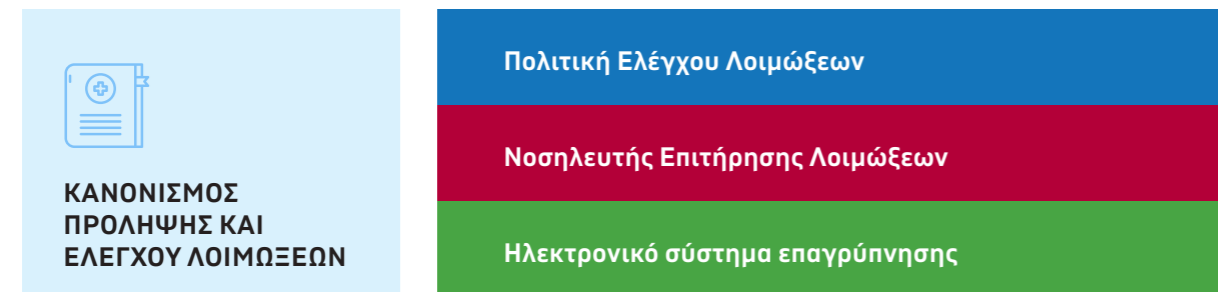 ΚΑΝΟΝΙΣΜΟΣ
ΠΡΟΛΗΨΗΣ ΚΑΙ
ΕΛΕΓΧΟΥ ΛΟΙΜΩΞΕΩΝ
Πολιτική Ελέγχου Λοιμώξεων
Νοσηλευτής Επιτήρησης Λοιμώξεων
Ηλεκτρονικό σύστημα επαγρύπνησης